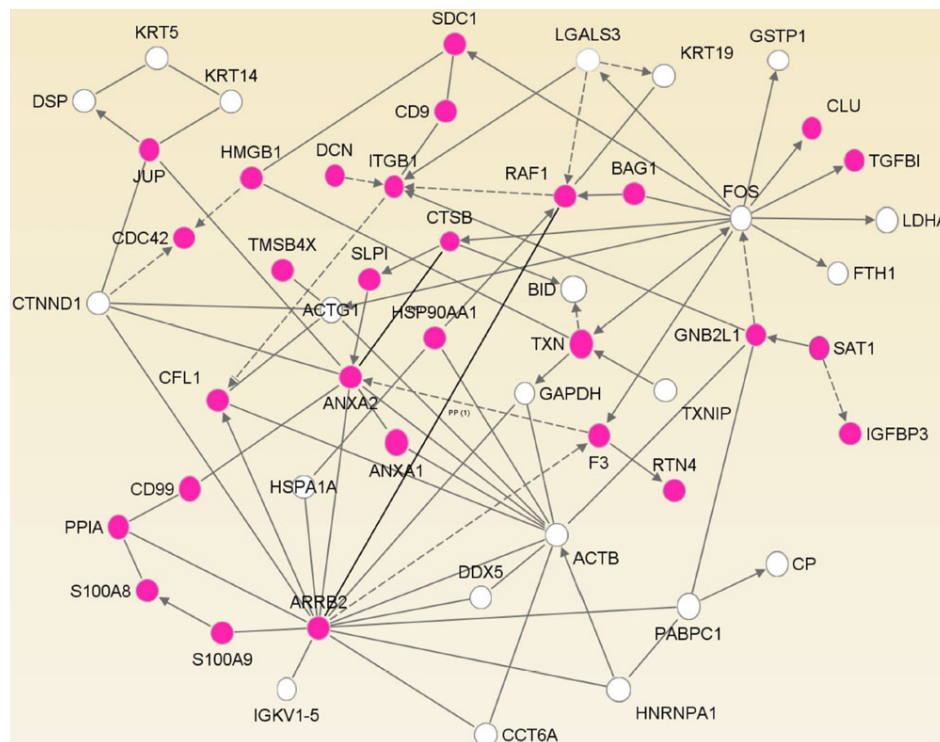 SDC1
LGALS3
GSTP1
KRT5
KRT19
KRT14
DSP
CD9
CLU
HMGB1
DCN
ITGB1
RAF1
BAG1
TGFBI
JUP
FOS
CTSB
LDHA
CDC42
TMSB4X
SLPI
FTH1
BID
CTNND1
ACTG1
HSP90AA1
TXN
GNB2L1
SAT1
CFL1
ANXA2
GAPDH
TXNIP
PP (1)
IGFBP3
F3
ANXA1
RTN4
CD99
HSPA1A
PPIA
ACTB
CP
DDX5
S100A8
ARRB2
PABPC1
S100A9
IGKV1-5
HNRNPA1
CCT6A